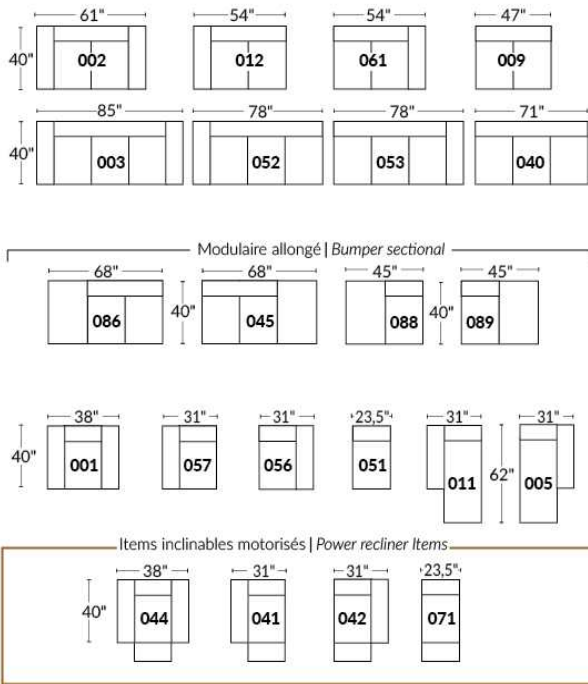 61" 54" 54" 47"
40" 002 012 061 009
85" 78" 78" 71"
40" 003 052 053 040
Modulaire allongé | Bumper sectional
68" 68" 45" 45"
086 40" 045 088 40" 089
38" 31" 31" 23,5" 31" 31"
40" 001 057 056 051 011 62" 005
Items inclinables motorisés | Power recliner Items
38" 31" 31" 23,5"
40" 044 041 042 071